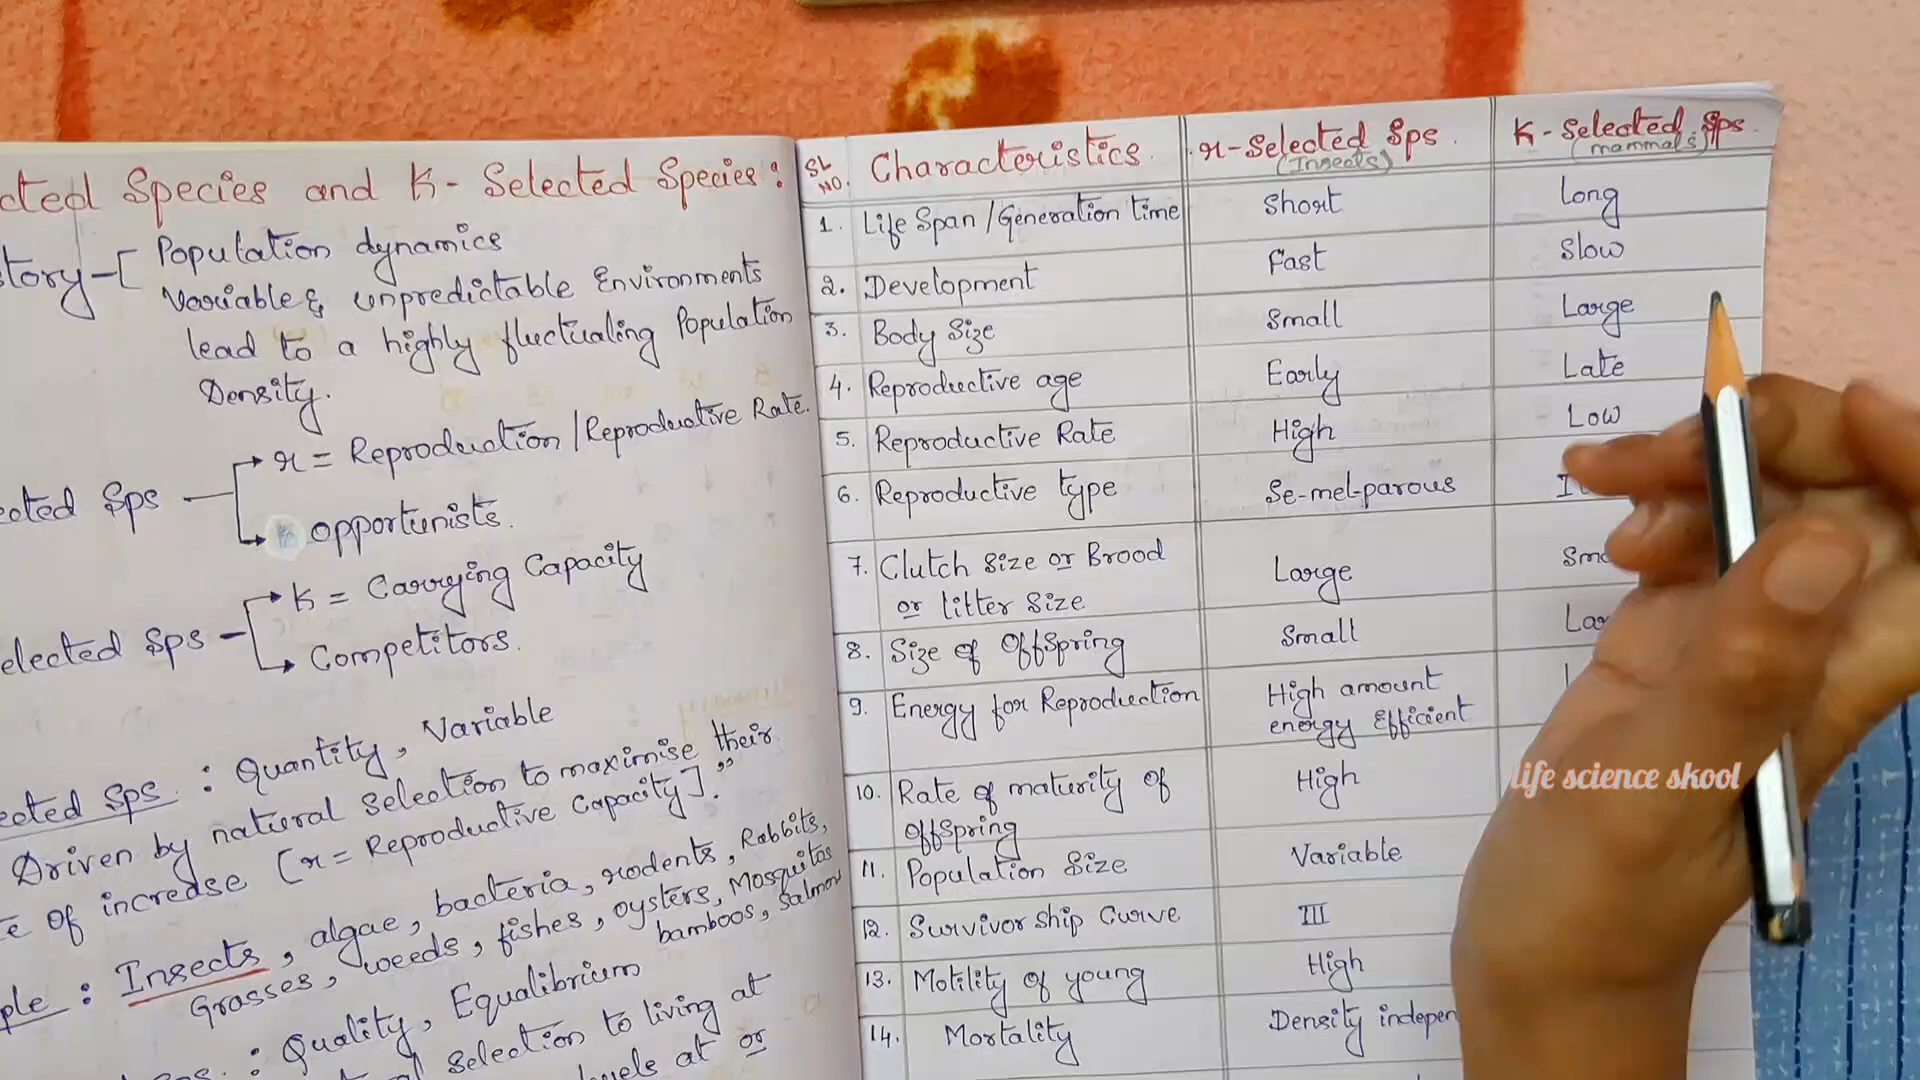 cted Species and K- Selected Species:
tory-[ Population dynamics
Variable & unpredictable Environments
lead to a highly fluctualing Population
Density.
r = Reproduction/Reproductive Rate.
cted Sps
opportunists.
K = Carrying Capacity
elected Sps
Competitors.
ected Sps. : Quantity, Variable
Driven by natural Selection to maximise their
e of increase [r= Reproductive Capacity]."
ple : Insects, algae, bacteria, rodents, Rabbits,
Grasses, weeds, fishes, oysters, Mosquitos
bamboos, Salmon
: Quality, Equalibrium
Selection to living at
at or
SL NO. Characteristics. r-Selected Sps. K-Selected Sps.
(Insects) (mammals)
1. Life Span/Generation time Short Long
2. Development Fast Slow
3. Body Size Small Large
4. Reproductive age Early Late
5. Reproductive Rate High Low
6. Reproductive type Se-mel-parous
7. Clutch Size or Brood Large Sma
or litter Size
8. Size of Offspring Small Lar
9. Energy for Reproduction High amount
energy Efficient
10. Rate of maturity of High
offspring
11. Population Size Variable
12. Survivor ship Curve III
13. Motility of young High
14. Mortality Density indepen
life science skool